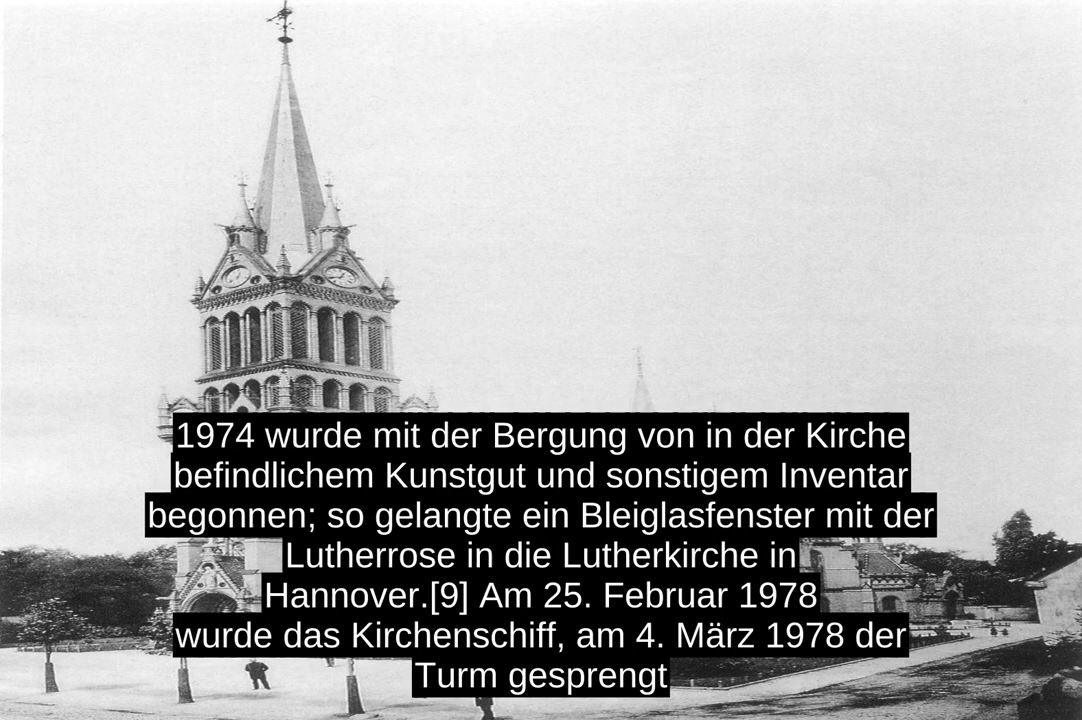 1974 wurde mit der Bergung von in der Kirche
befindlichem Kunstgut und sonstigem Inventar
begonnen; so gelangte ein Bleiglasfenster mit der
Lutherrose in die Lutherkirche in
Hannover.[9] Am 25. Februar 1978
wurde das Kirchenschiff, am 4. März 1978 der
Turm gesprengt